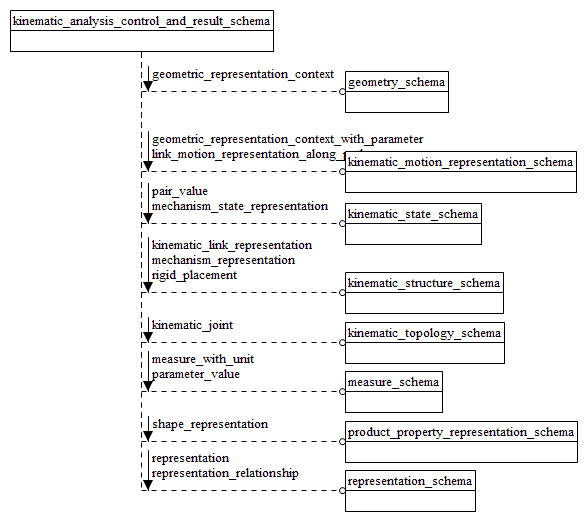 kinematic_analysis_control_and_result_schema
geometric_representation_context
geometry_schema
geometric_representation_context_with_parameter
link_motion_representation_along_
kinematic_motion_representation_schema
pair_value
mechanism_state_representation
kinematic_state_schema
kinematic_link_representation
mechanism_representation
rigid_placement
kinematic_structure_schema
kinematic_joint
kinematic_topology_schema
measure_with_unit
parameter_value
measure_schema
shape_representation
product_property_representation_schema
representation
representation_relationship
representation_schema